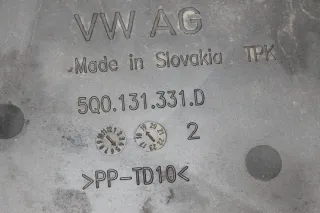 VW AG
Made in Slovakia TPK
5Q0.131.331.D
2
>PP-TD10<